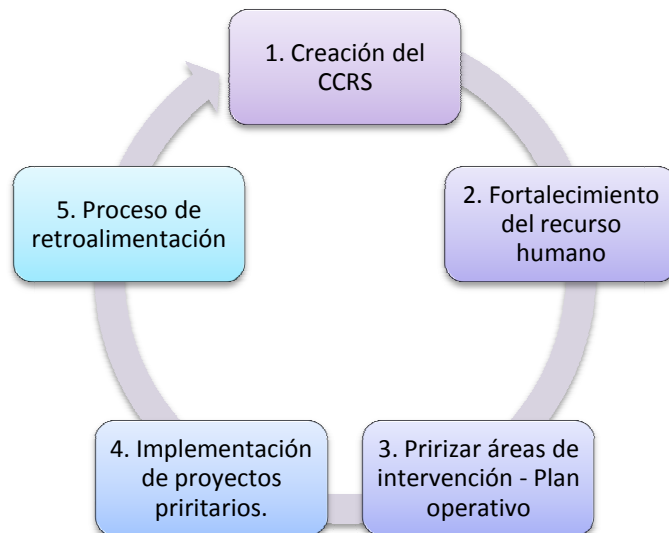 1. Creación del
CCRS
2. Fortalecimiento
del recurso
humano
3. Pririzar áreas de
intervención - Plan
operativo
4. Implementación
de proyectos
priritarios.
5. Proceso de
retroalimentación